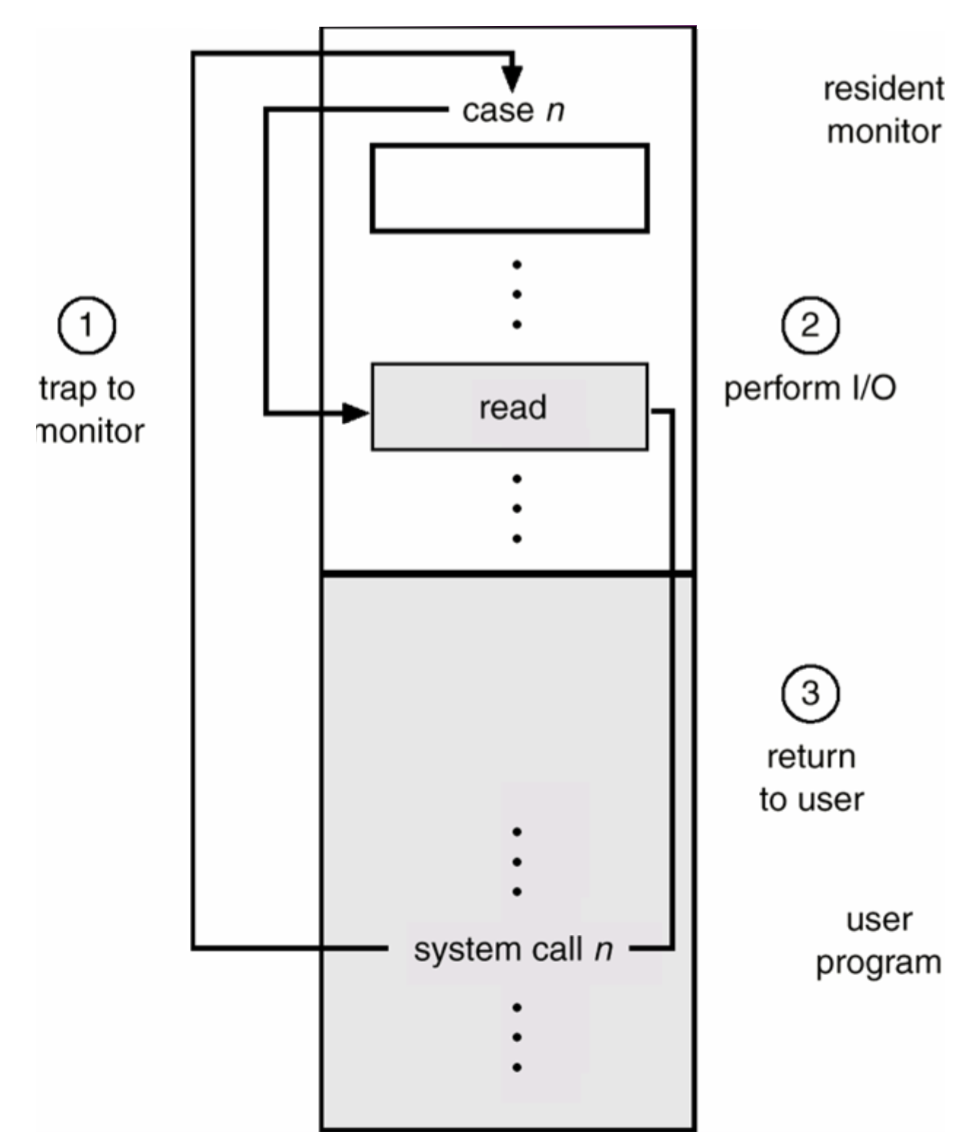 resident
monitor
case n
1
trap to
monitor
2
perform I/O
read
3
return
to user
user
program
system call n